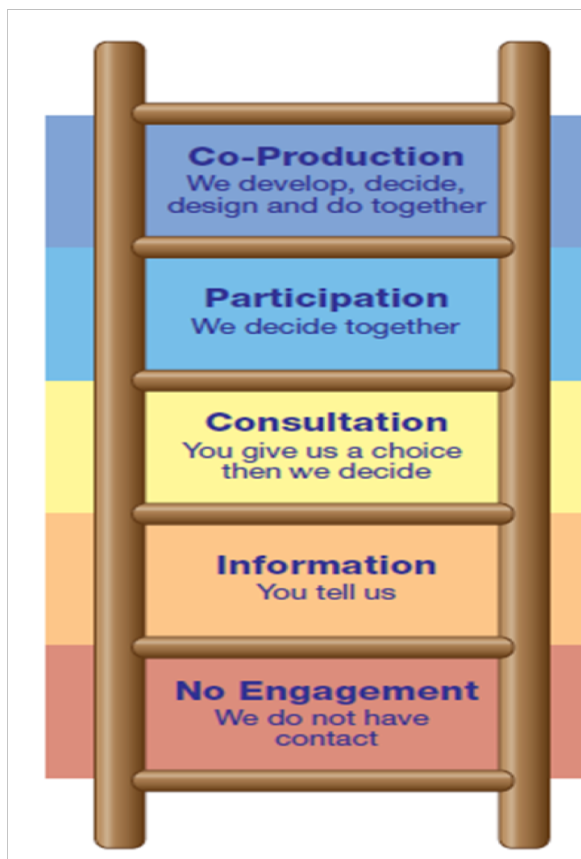 Co-Production
We develop, decide,
design and do together
Participation
We decide together
Consultation
You give us a choice
then we decide
Information
You tell us
No Engagement
We do not have
contact